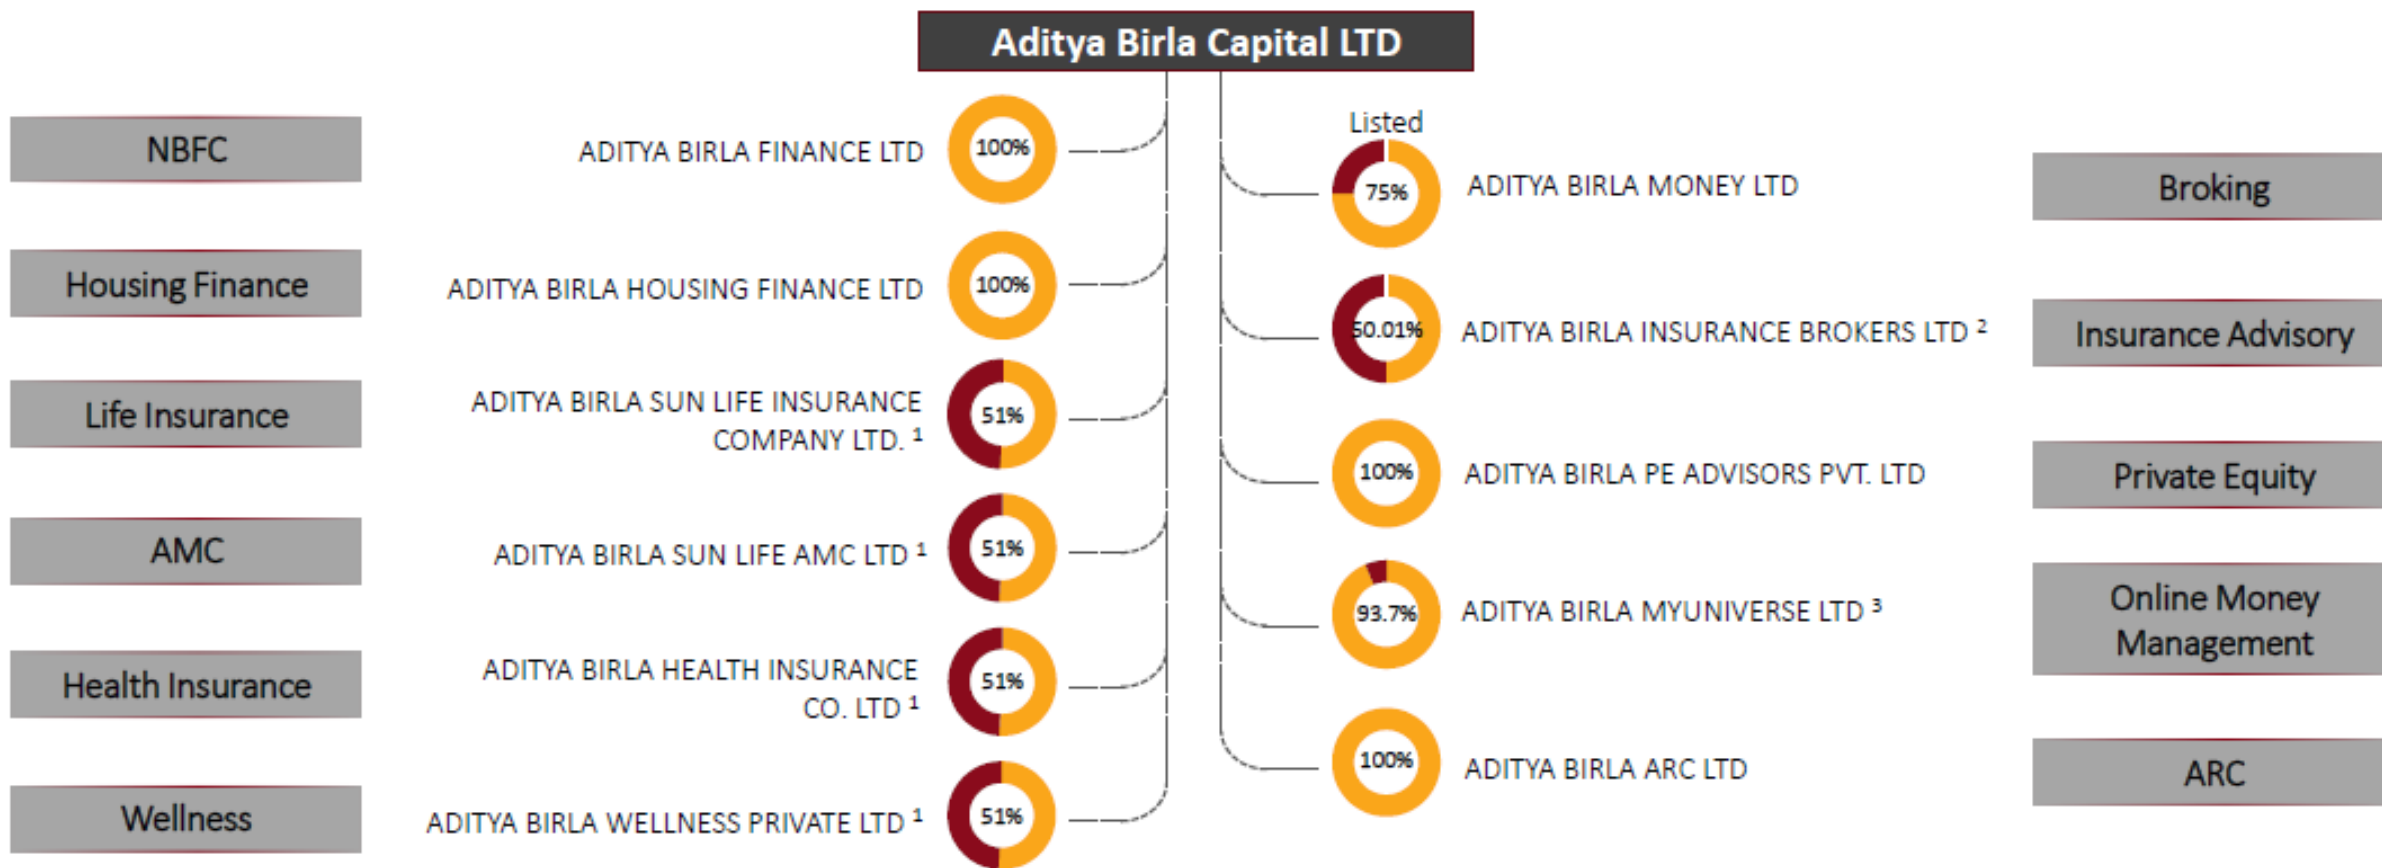 Aditya Birla Capital LTD
NBFC
ADITYA BIRLA FINANCE LTD
100%
Housing Finance
ADITYA BIRLA HOUSING FINANCE LTD
100%
Life Insurance
ADITYA BIRLA SUN LIFE INSURANCE
COMPANY LTD. ¹
51%
AMC
ADITYA BIRLA SUN LIFE AMC LTD ¹
51%
Health Insurance
ADITYA BIRLA HEALTH INSURANCE
CO. LTD ¹
51%
Wellness
ADITYA BIRLA WELLNESS PRIVATE LTD ¹
51%
Listed
75%
ADITYA BIRLA MONEY LTD
Broking
50.01%
ADITYA BIRLA INSURANCE BROKERS LTD ²
Insurance Advisory
100%
ADITYA BIRLA PE ADVISORS PVT. LTD
Private Equity
93.7%
ADITYA BIRLA MYUNIVERSE LTD ³
Online Money
Management
100%
ADITYA BIRLA ARC LTD
ARC